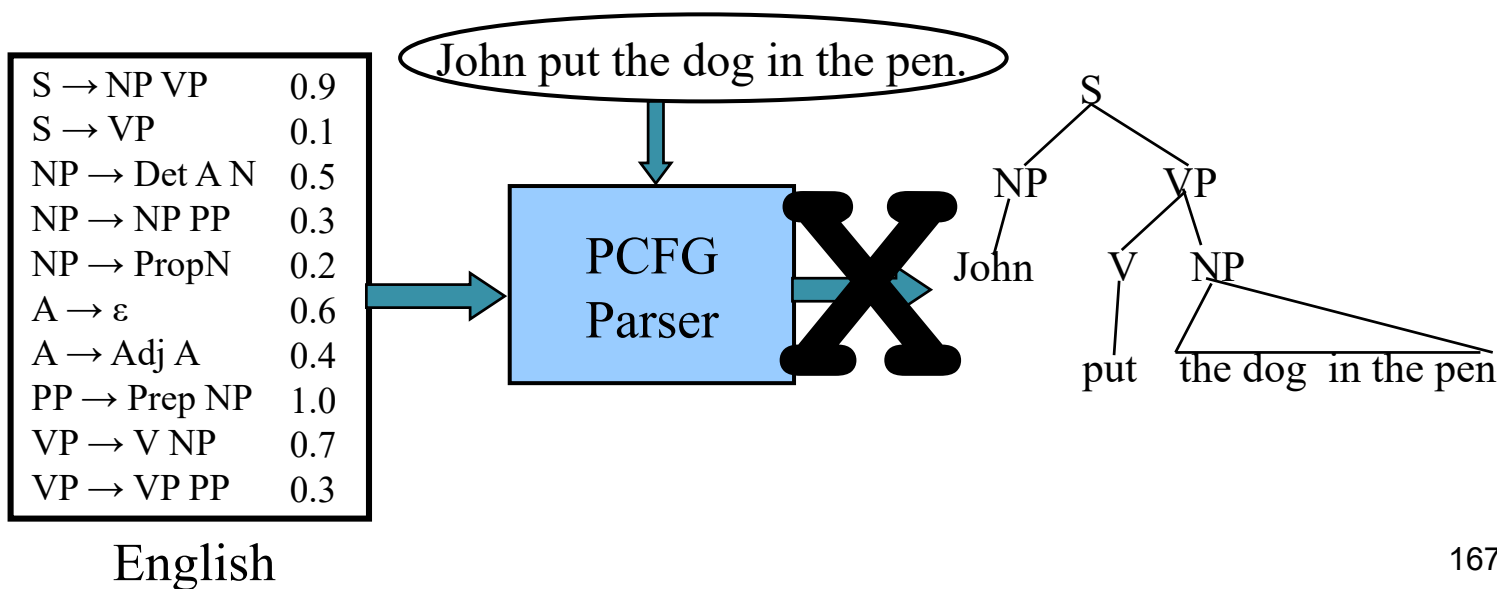 John put the dog in the pen.
S → NP VP 0.9
S → VP 0.1
NP → Det A N 0.5
NP → NP PP 0.3
NP → PropN 0.2
A → ε 0.6
A → Adj A 0.4
PP → Prep NP 1.0
VP → V NP 0.7
VP → VP PP 0.3
English
PCFG
Parser
X
S
NP VP
John V NP
put the dog in the pen
167